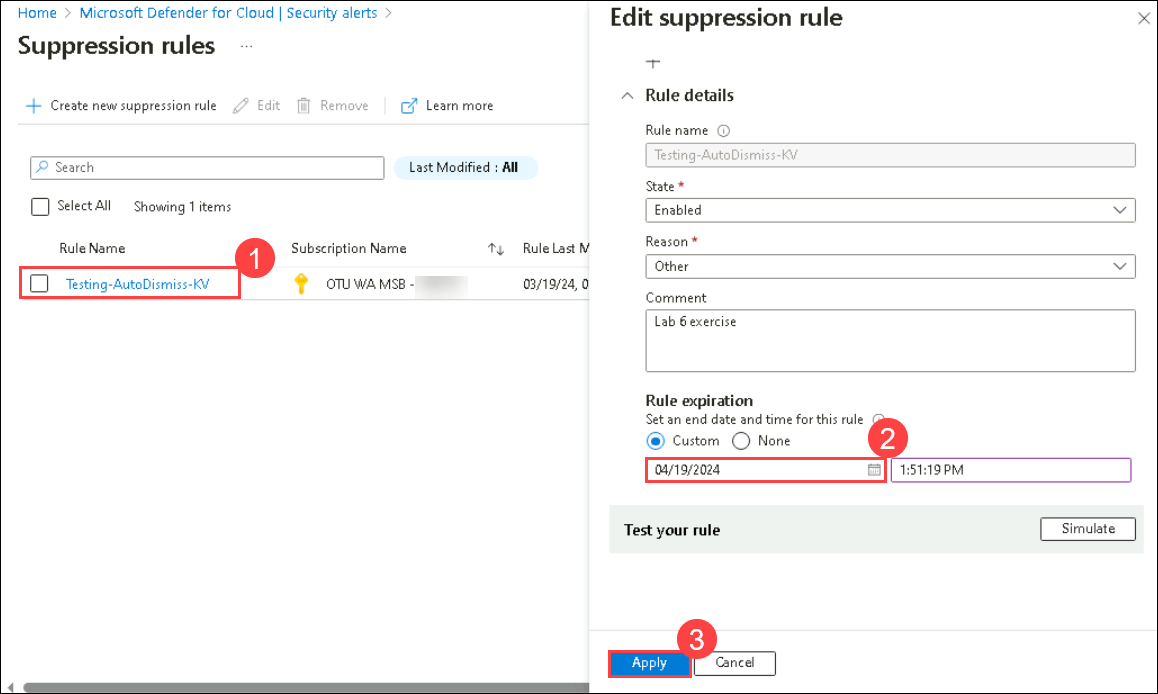 Home > Microsoft Defender for Cloud | Security alerts >
Suppression rules ...
Create new suppression rule Edit Remove Learn more
Search Last Modified : All
Select All Showing 1 items
Rule Name Subscription Name Rule Last M
1
Testing-AutoDismiss-KV OTU WA MSB - 03/19/24, 0
Edit suppression rule
Rule details
Rule name
Testing-AutoDismiss-KV
State *
Enabled
Reason *
Other
Comment
Lab 6 exercise
Rule expiration
Set an end date and time for this rule
Custom None
2
04/19/2024 1:51:19 PM
Test your rule Simulate
3
Apply Cancel